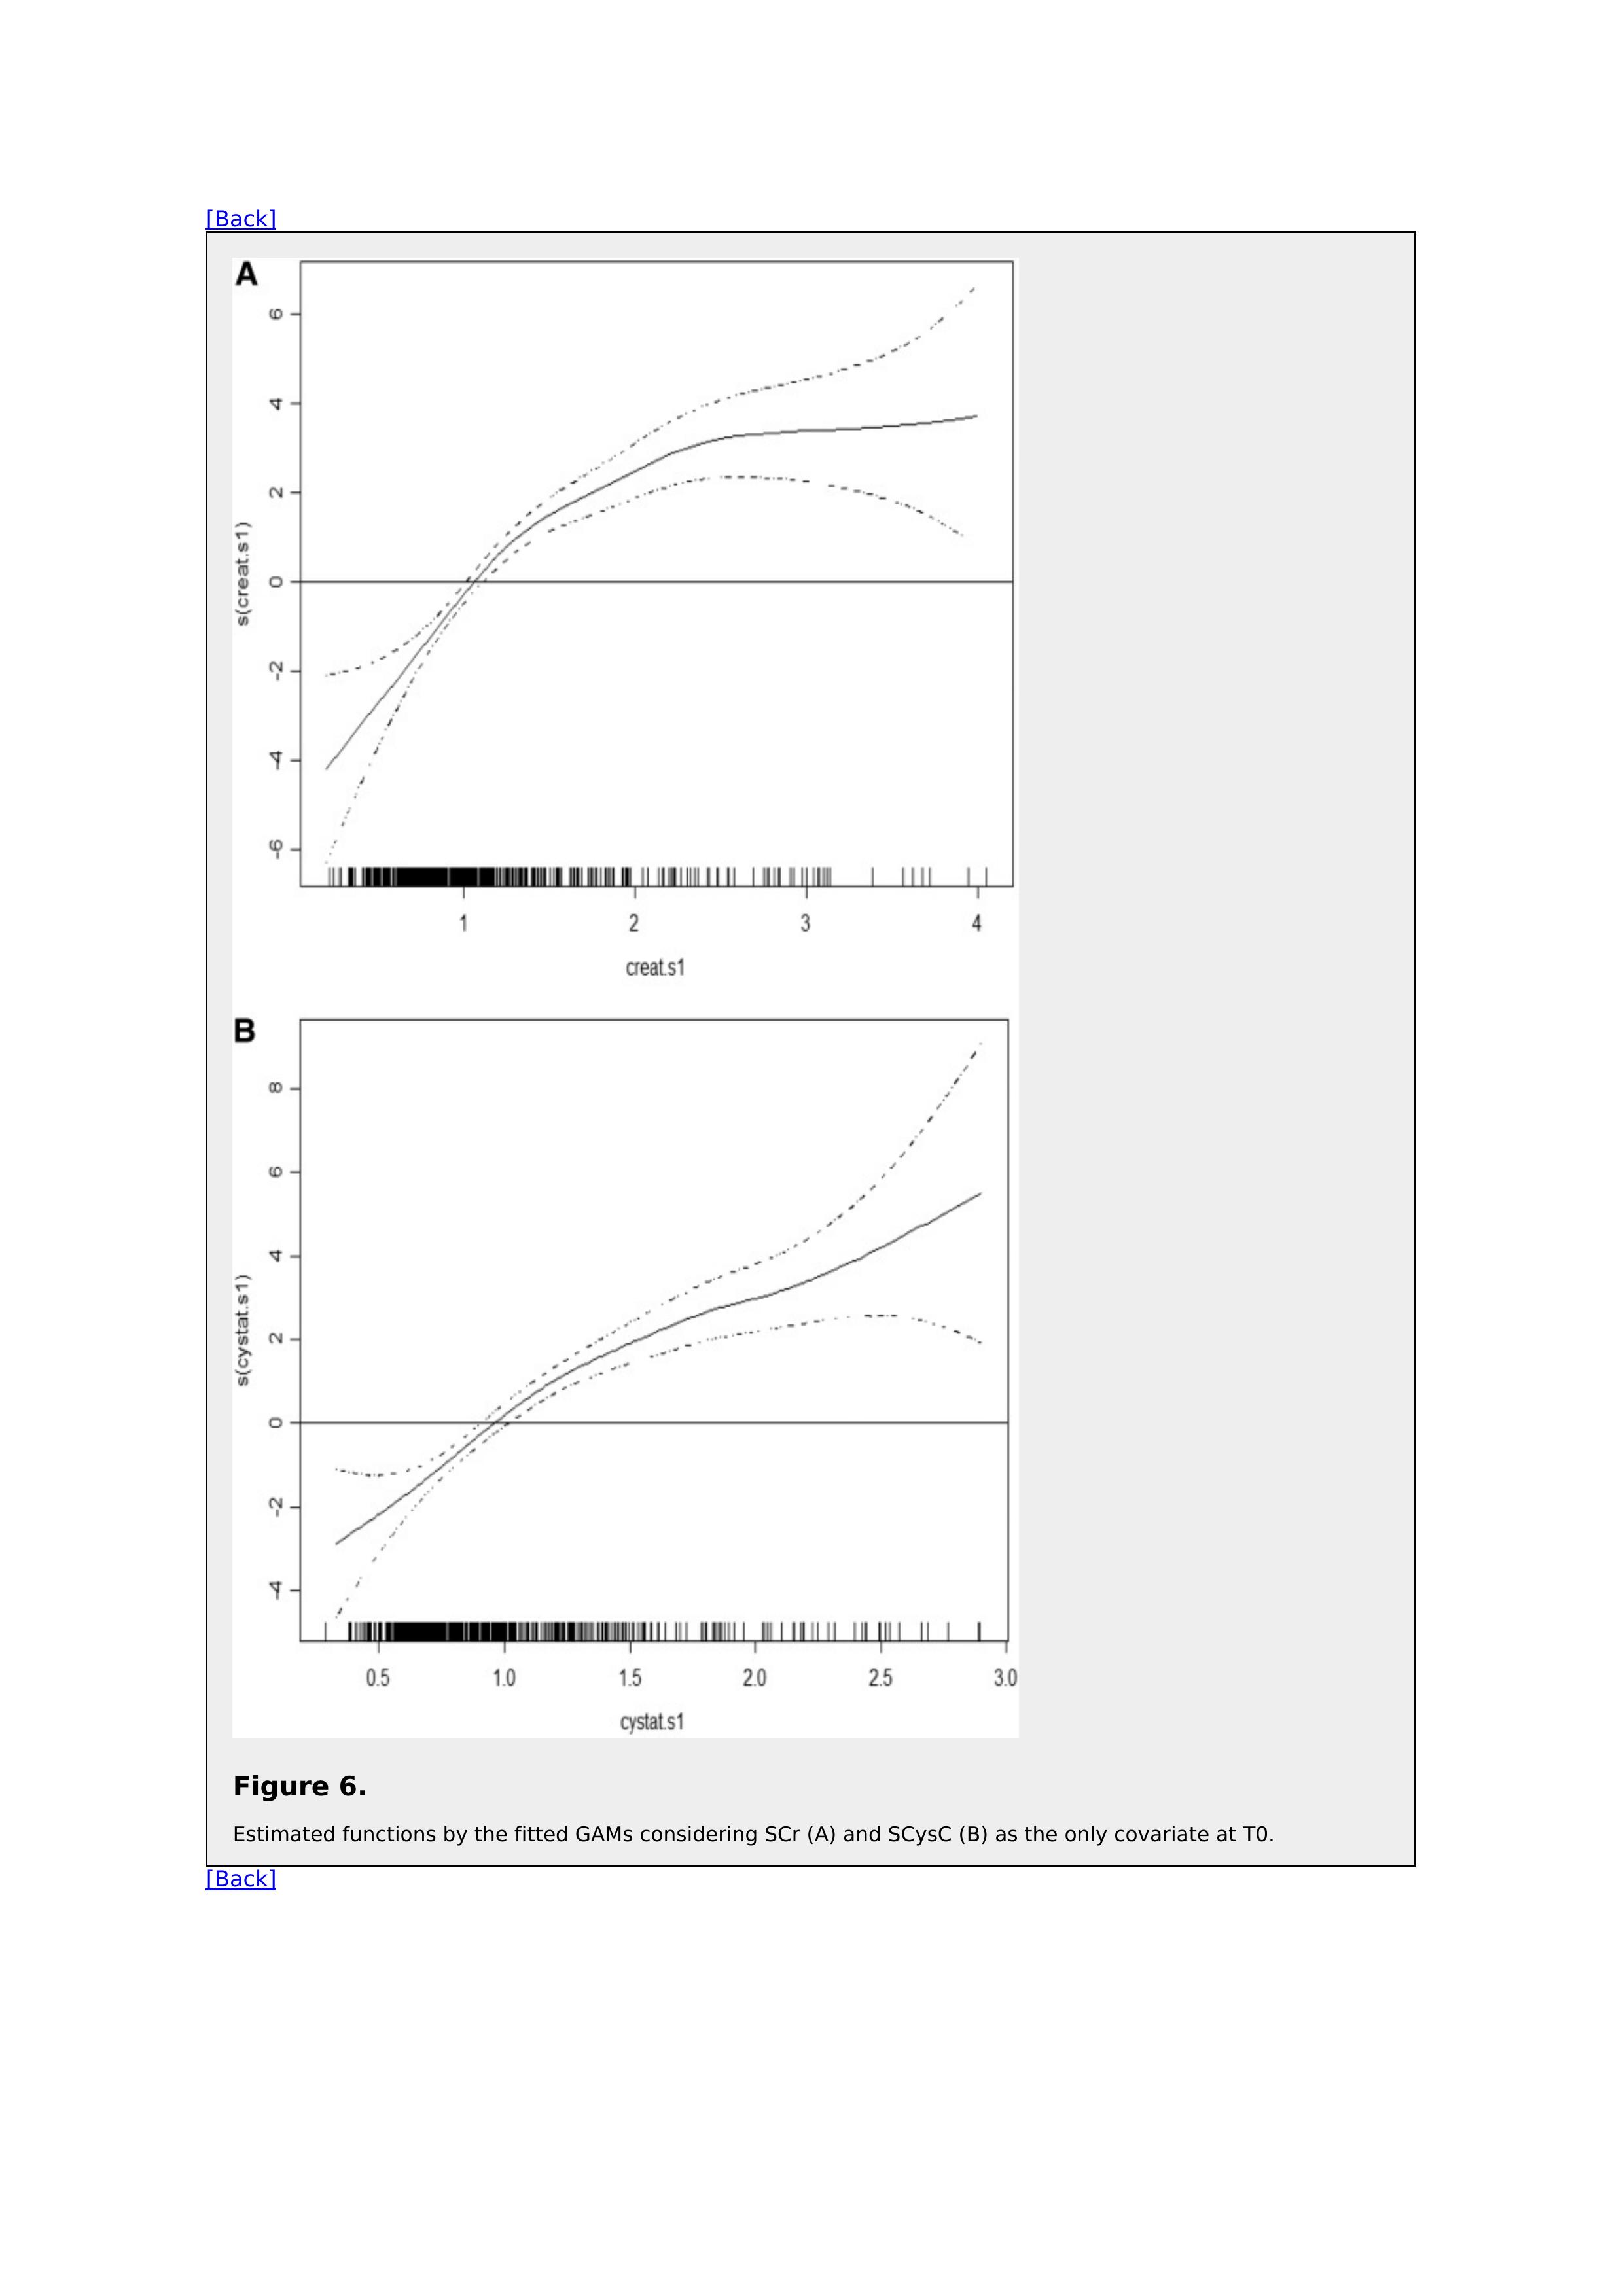 [Back]
A
6
4
2
0
-2
-4
-6
s(creat.s1)
1 2 3 4
creat.s1
B
8
6
4
2
0
-2
-4
s(cystat.s1)
0.5 1.0 1.5 2.0 2.5 3.0
cystat.s1
Figure 6.
Estimated functions by the fitted GAMs considering SCr (A) and SCysC (B) as the only covariate at T0.
[Back]